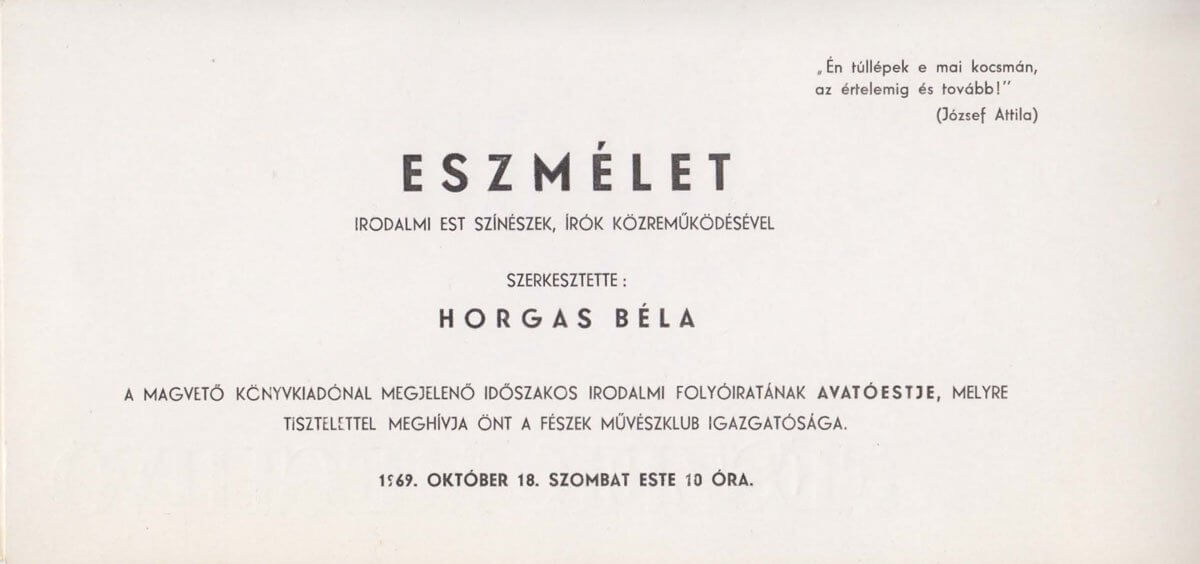 „Én túllépek e mai kocsmán,
az értelemig és tovább!”
(József Attila)
ESZMÉLET
IRODALMI EST SZÍNÉSZEK, ÍRÓK KÖZREMŰKÖDÉSÉVEL
SZERKESZTETTE :
HORGAS BÉLA
A MAGVETŐ KÖNYVKIADÓNAL MEGJELENŐ IDŐSZAKOS IRODALMI FOLYÓIRATÁNAK AVATÓESTJE, MELYRE
TISZTELETTEL MEGHÍVJA ÖNT A FÉSZEK MŰVÉSZKLUB IGAZGATÓSÁGA.
1969. OKTÓBER 18. SZOMBAT ESTE 10 ÓRA.